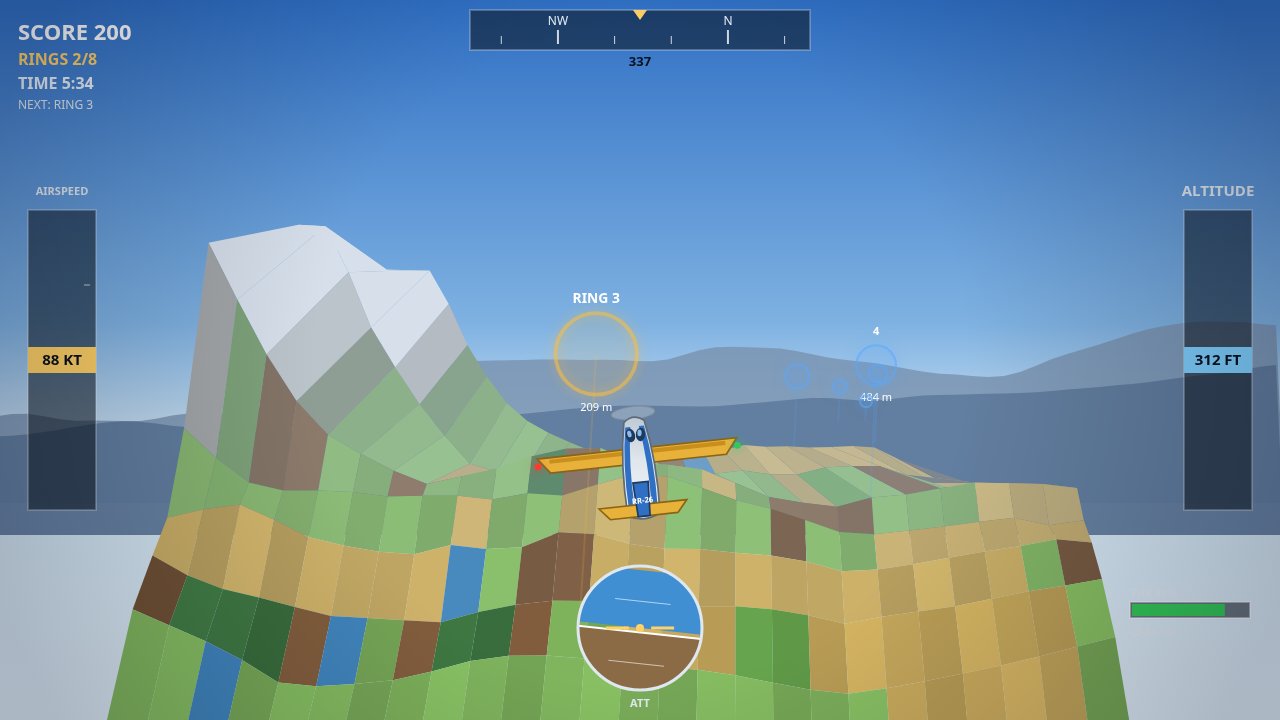 SCORE 200
RINGS 2/8
TIME 5:34
NEXT: RING 3
NW
N
337
AIRSPEED
88 KT
ALTITUDE
312 FT
RING 3
209 m
4
484 m
RR-26
ATT